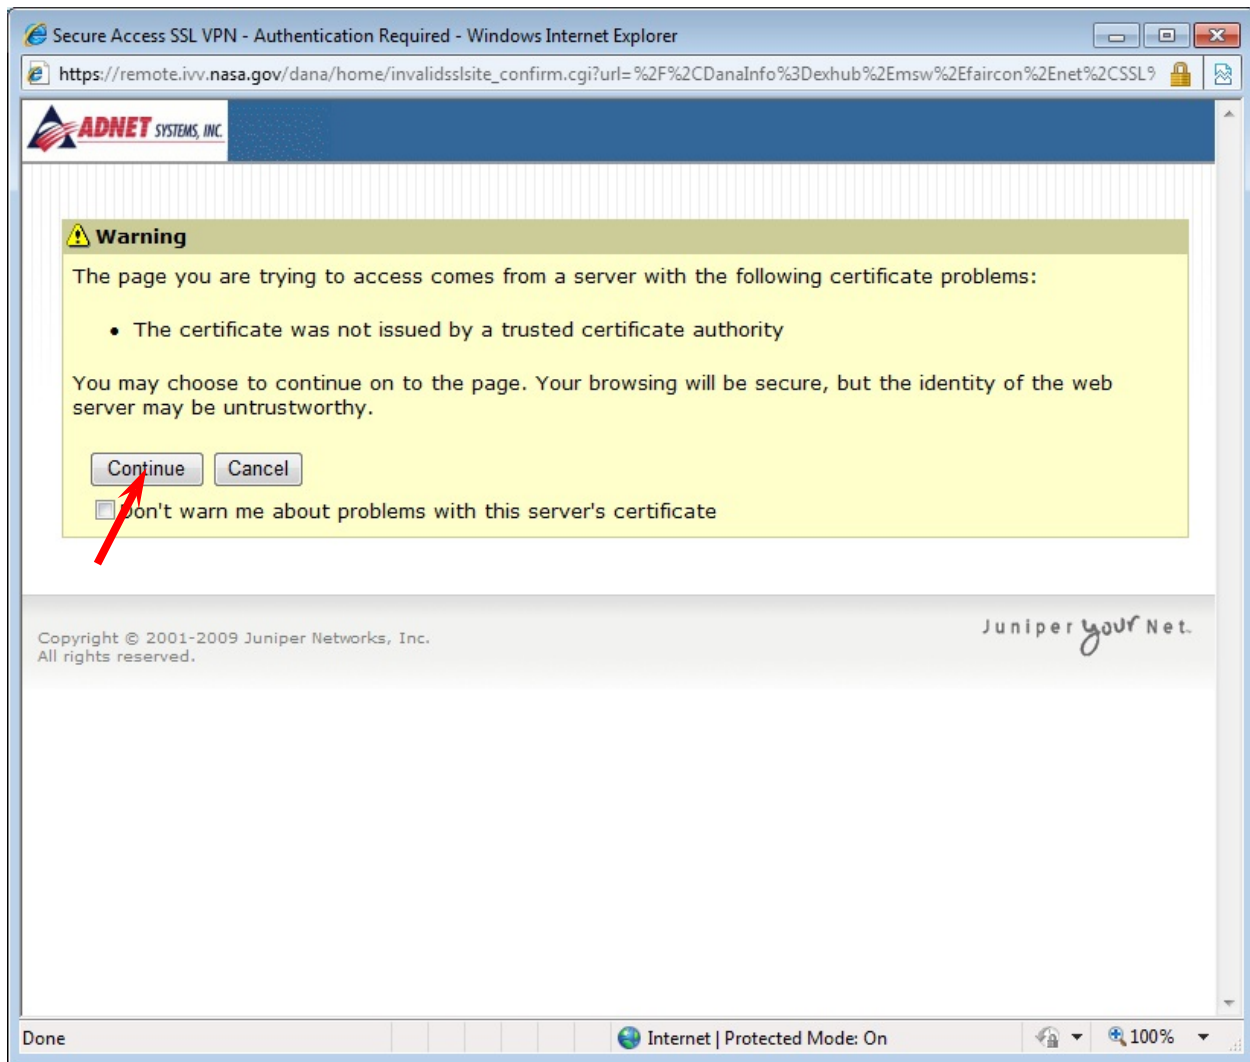 Secure Access SSL VPN - Authentication Required - Windows Internet Explorer
https://remote.ivv.nasa.gov/dana/home/invalidsslsite_confirm.cgi?url=%2F%2CDanaInfo%3Dexhub%2Emsw%2Efaircon%2Enet%2CSSL%
ADNET SYSTEMS, INC.
Warning
The page you are trying to access comes from a server with the following certificate problems:
• The certificate was not issued by a trusted certificate authority
You may choose to continue on to the page. Your browsing will be secure, but the identity of the web
server may be untrustworthy.
Continue Cancel
Don't warn me about problems with this server's certificate
Juniper your Net.
Copyright © 2001-2009 Juniper Networks, Inc.
All rights reserved.
Done Internet | Protected Mode: On 100%